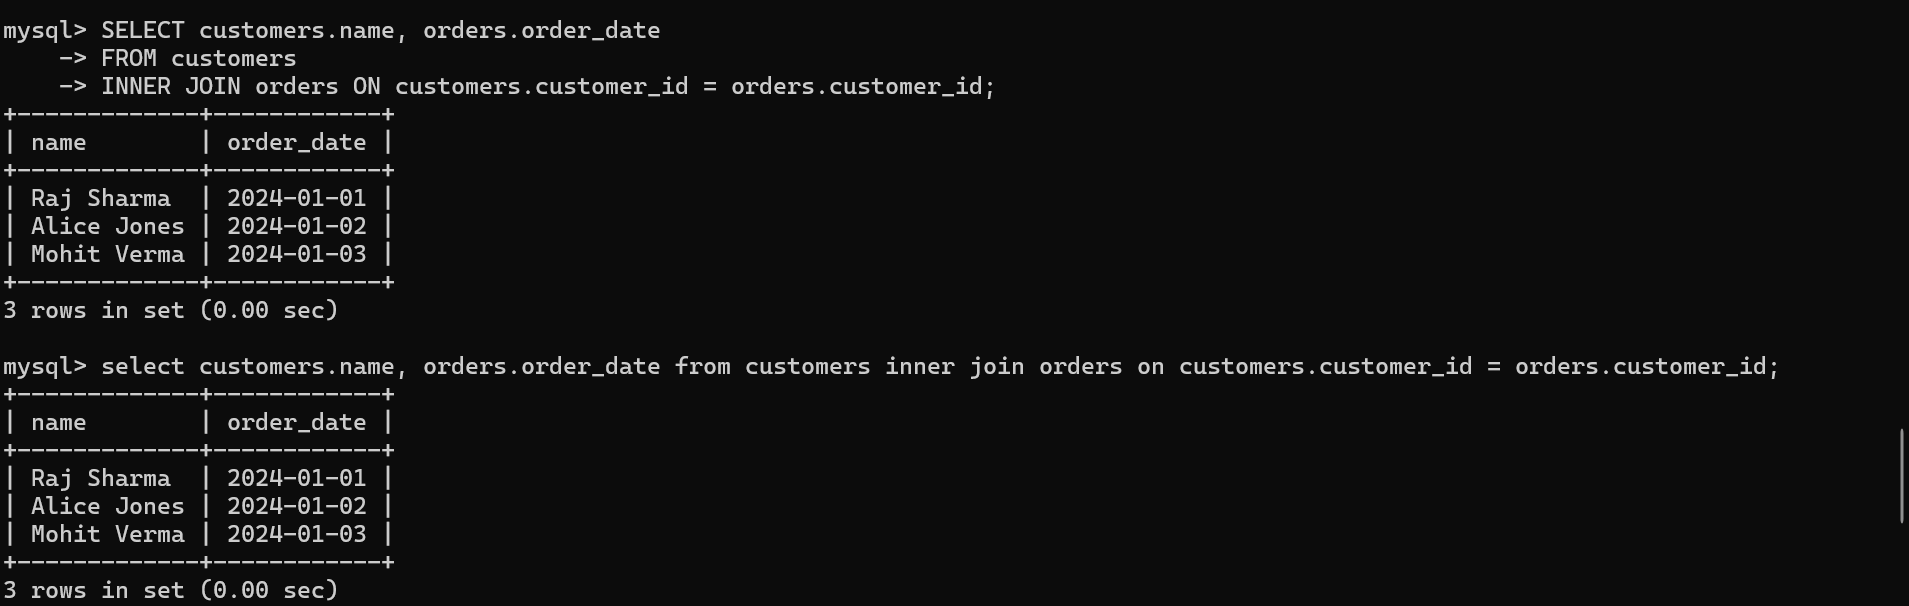 mysql> SELECT customers.name, orders.order_date
    -> FROM customers
    -> INNER JOIN orders ON customers.customer_id = orders.customer_id;
+-------------+------------+
| name        | order_date |
+-------------+------------+
| Raj Sharma  | 2024-01-01 |
| Alice Jones | 2024-01-02 |
| Mohit Verma | 2024-01-03 |
+-------------+------------+
3 rows in set (0.00 sec)

mysql> select customers.name, orders.order_date from customers inner join orders on customers.customer_id = orders.customer_id;
+-------------+------------+
| name        | order_date |
+-------------+------------+
| Raj Sharma  | 2024-01-01 |
| Alice Jones | 2024-01-02 |
| Mohit Verma | 2024-01-03 |
+-------------+------------+
3 rows in set (0.00 sec)